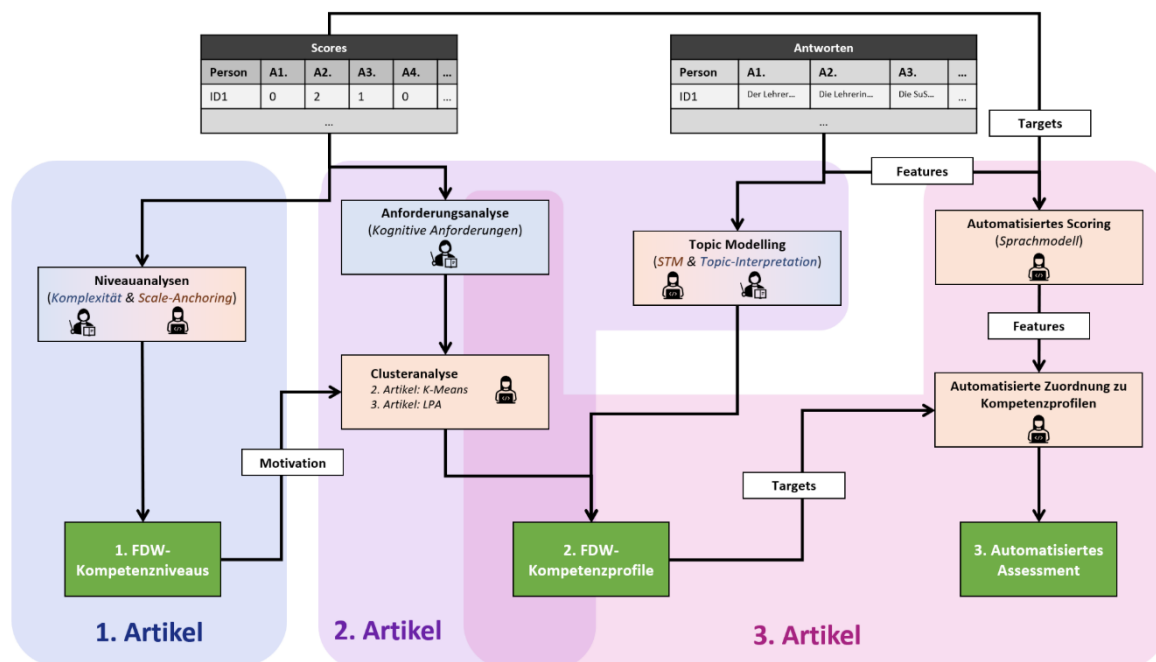 Scores
Person A1. A2. A3. A4. ...
ID1 0 2 1 0 ...
...
Antworten
Person A1. A2. A3. ...
ID1 Der Lehrer... Die Lehrerin... Die SuS... ...
...
Targets
Features
Anforderungsanalyse
(Kognitive Anforderungen)
Topic Modelling
(STM & Topic-Interpretation)
Automatisiertes Scoring
(Sprachmodell)
Niveauanalysen
(Komplexität & Scale-Anchoring)
Features
Clusteranalyse
2. Artikel: K-Means
3. Artikel: LPA
Automatisierte Zuordnung zu
Kompetenzprofilen
Motivation
Targets
1. FDW-
Kompetenzniveaus
2. FDW-
Kompetenzprofile
3. Automatisiertes
Assessment
1. Artikel
2. Artikel
3. Artikel